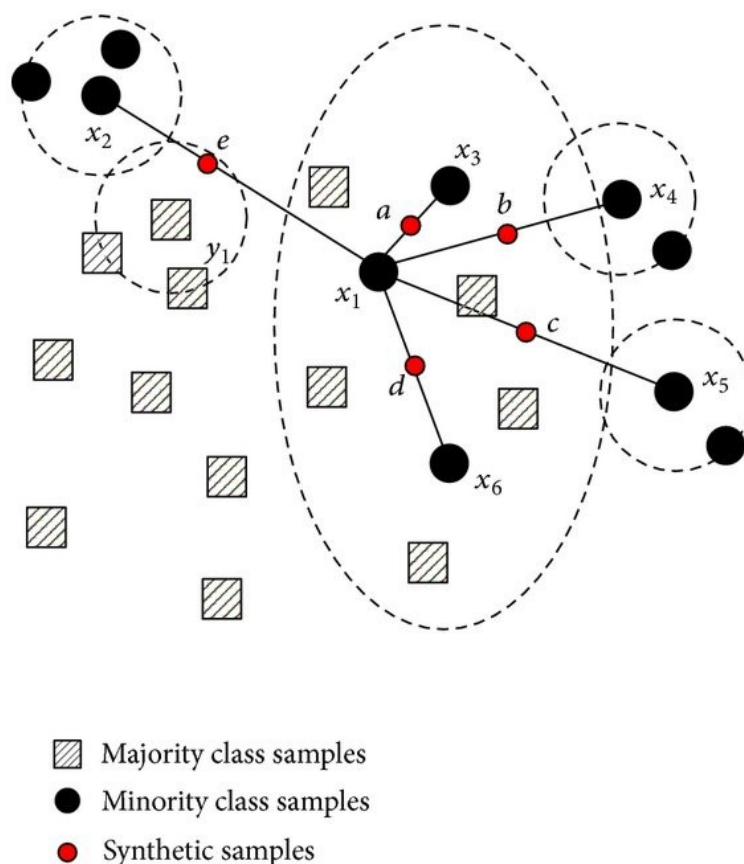 x2
e
x3
x4
a
b
y1
x1
c
d
x5
x6
Majority class samples
Minority class samples
Synthetic samples